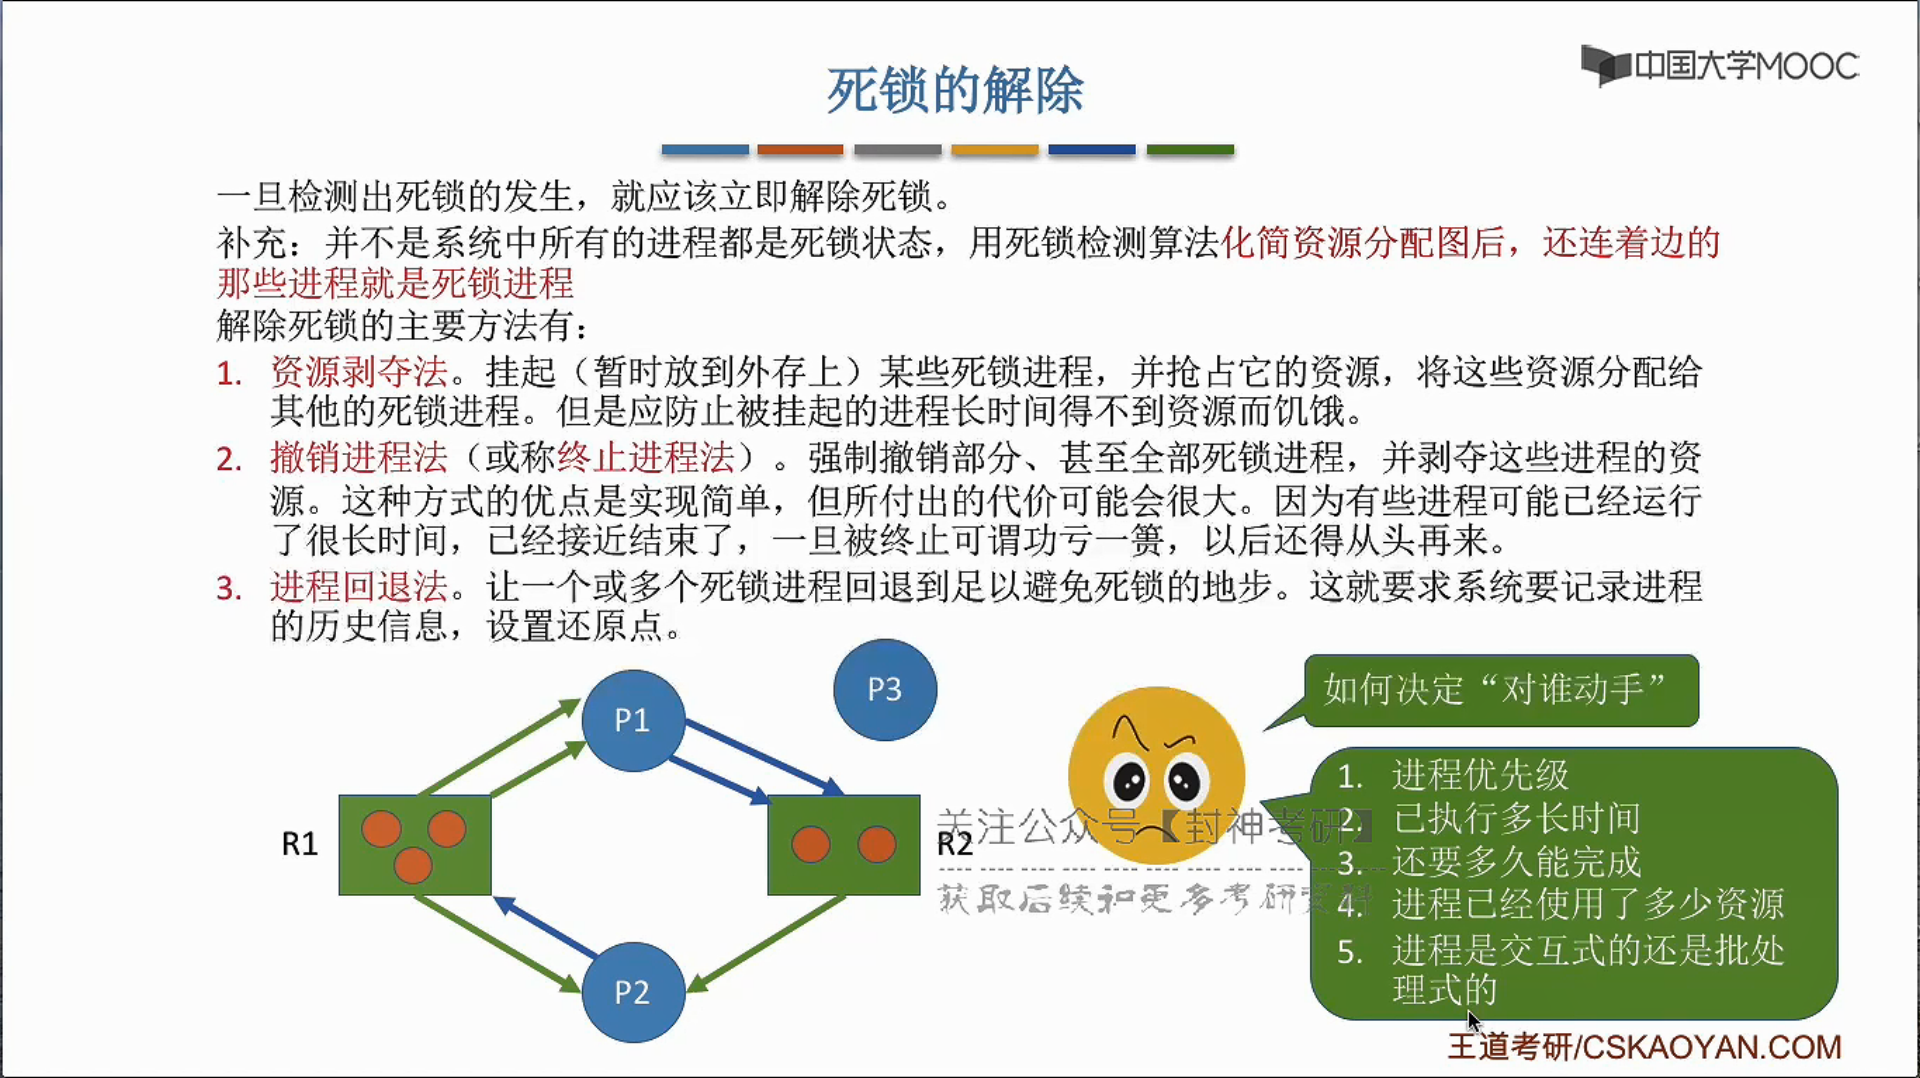 中国大学MOOC
死锁的解除
一旦检测出死锁的发生，就应该立即解除死锁。
补充：并不是系统中所有的进程都是死锁状态，用死锁检测算法化简资源分配图后，还连着边的
那些进程就是死锁进程
解除死锁的主要方法有：
1. 资源剥夺法。挂起（暂时放到外存上）某些死锁进程，并抢占它的资源，将这些资源分配给
其他的死锁进程。但是应防止被挂起的进程长时间得不到资源而饥饿。
2. 撤销进程法（或称终止进程法）。强制撤销部分、甚至全部死锁进程，并剥夺这些进程的资
源。这种方式的优点是实现简单，但所付出的代价可能会很大。因为有些进程可能已经运行
了很长时间，已经接近结束了，一旦被终止可谓功亏一篑，以后还得从头再来。
3. 进程回退法。让一个或多个死锁进程回退到足以避免死锁的地步。这就要求系统要记录进程
的历史信息，设置还原点。
P1
P3
R1
R2
P2
如何决定“对谁动手”
1. 进程优先级
2. 已执行多长时间
3. 还要多久能完成
4. 进程已经使用了多少资源
5. 进程是交互式的还是批处
理式的
关注公众号【封神考研】
获取后续和更多考研资料
王道考研/CSKAOYAN.COM